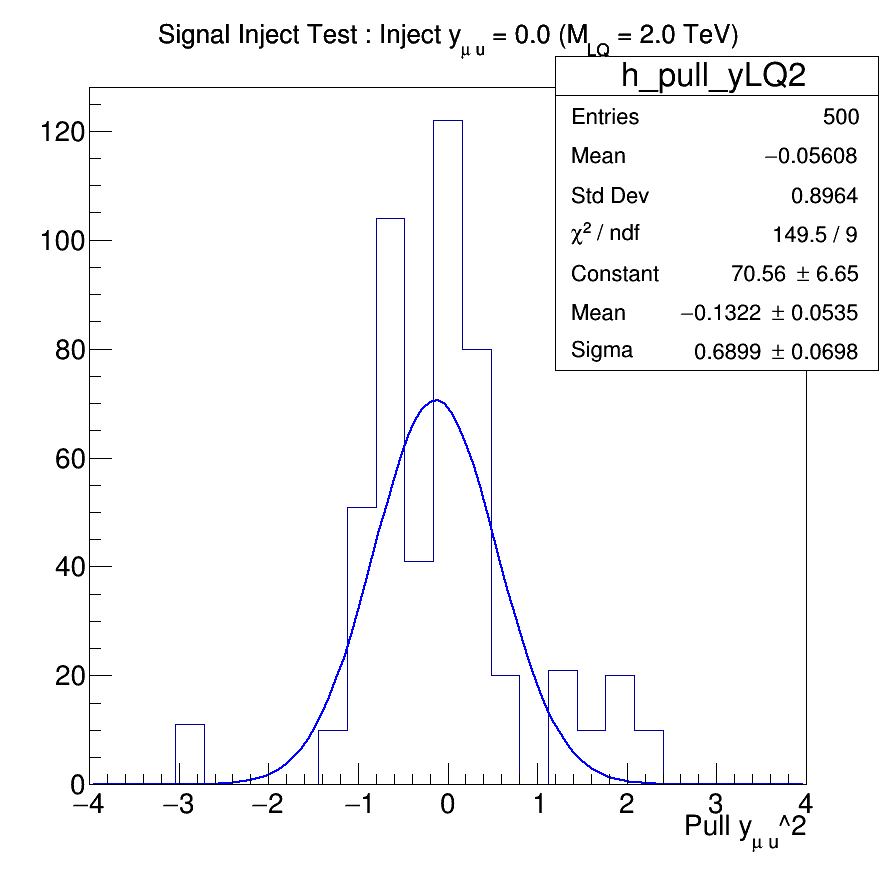 Signal Inject Test : Inject y_μ u = 0.0 (M_LQ = 2.0 TeV)
h_pull_yLQ2
Entries 500
Mean −0.05608
Std Dev 0.8964
χ² / ndf 149.5 / 9
Constant 70.56 ± 6.65
Mean −0.1322 ± 0.0535
Sigma 0.6899 ± 0.0698
120
100
80
60
40
20
0
−4 −3 −2 −1 0 1 2 3 4
Pull y_μ u^2